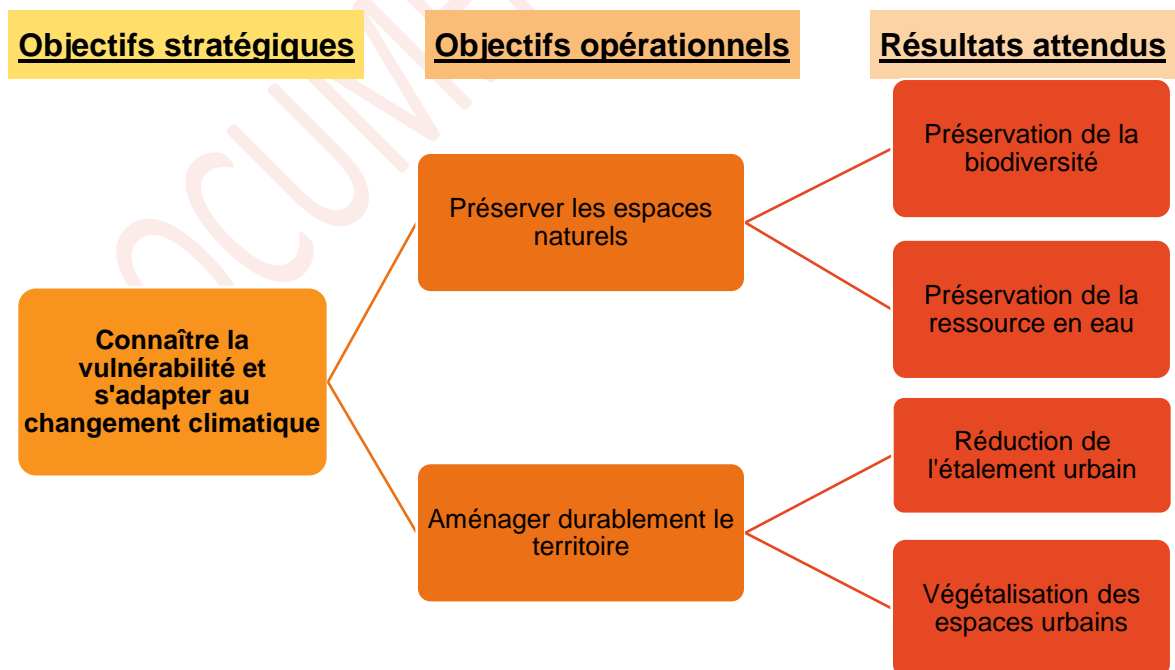 Objectifs stratégiques
Objectifs opérationnels
Résultats attendus
Connaître la
vulnérabilité et
s'adapter au
changement climatique
Préserver les espaces
naturels
Aménager durablement le
territoire
Préservation de la
biodiversité
Préservation de la
ressource en eau
Réduction de
l'étalement urbain
Végétalisation des
espaces urbains